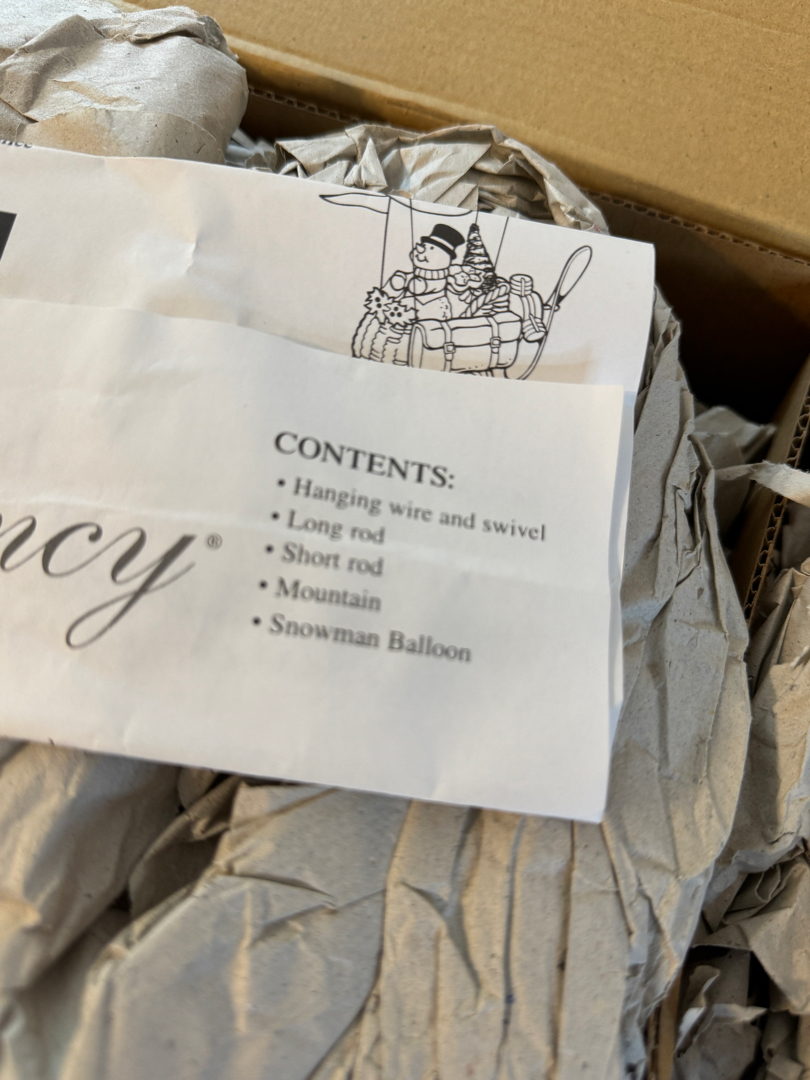 CONTENTS:
• Hanging wire and swivel
• Long rod
• Short rod
• Mountain
• Snowman Balloon
ncy®